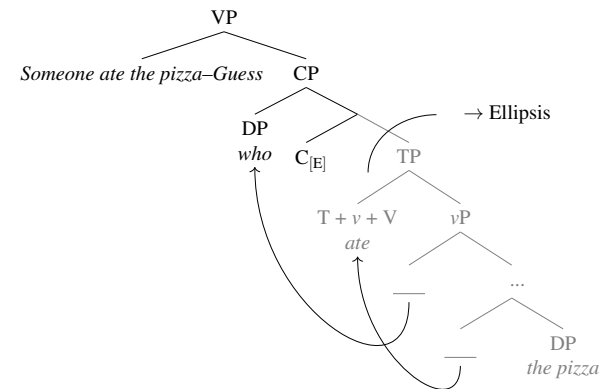 VP
Someone ate the pizza–Guess CP
→ Ellipsis
DP
who
C[E]
TP
T + v + V
ate
vP
...
DP
the pizza